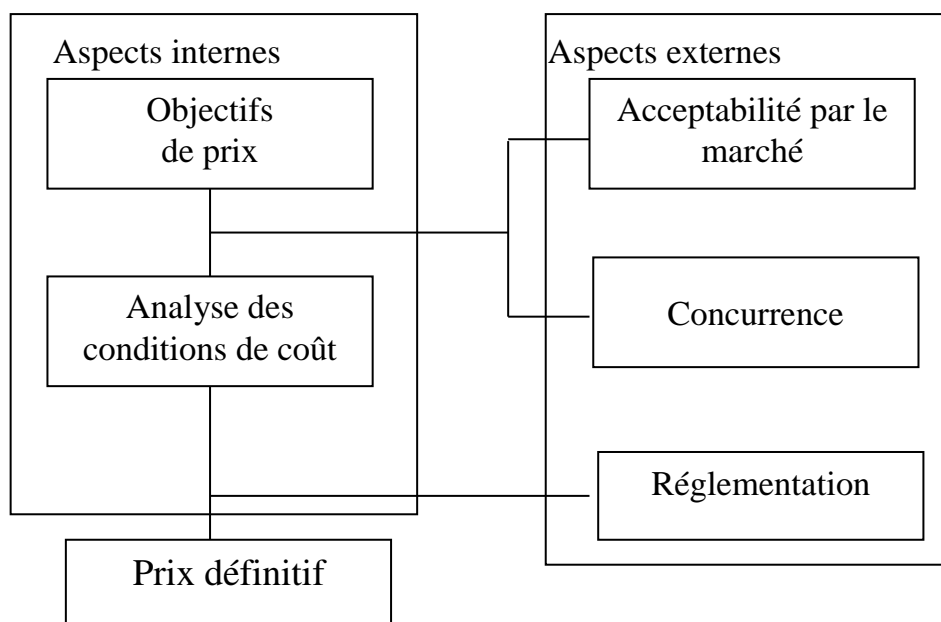 Aspects internes
Objectifs
de prix
Analyse des
conditions de coût
Prix définitif
Aspects externes
Acceptabilité par le
marché
Concurrence
Réglementation